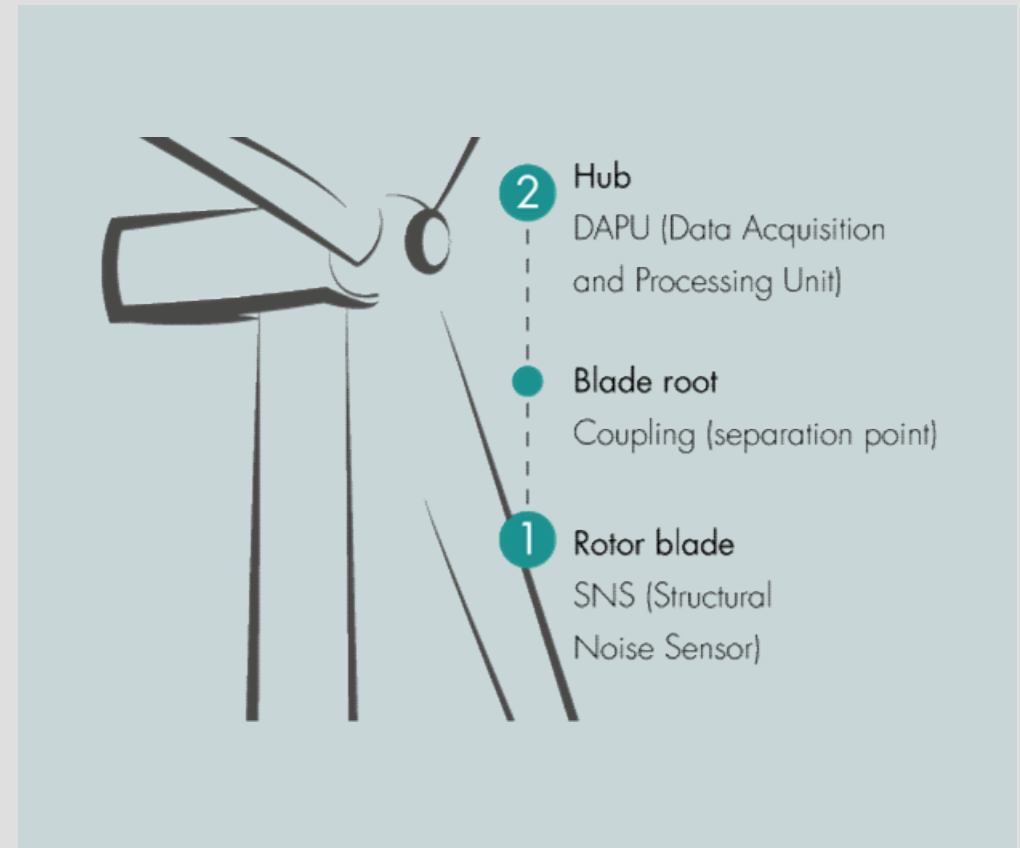 2
Hub
DAPU (Data Acquisition
and Processing Unit)
Blade root
Coupling (separation point)
1
Rotor blade
SNS (Structural
Noise Sensor)